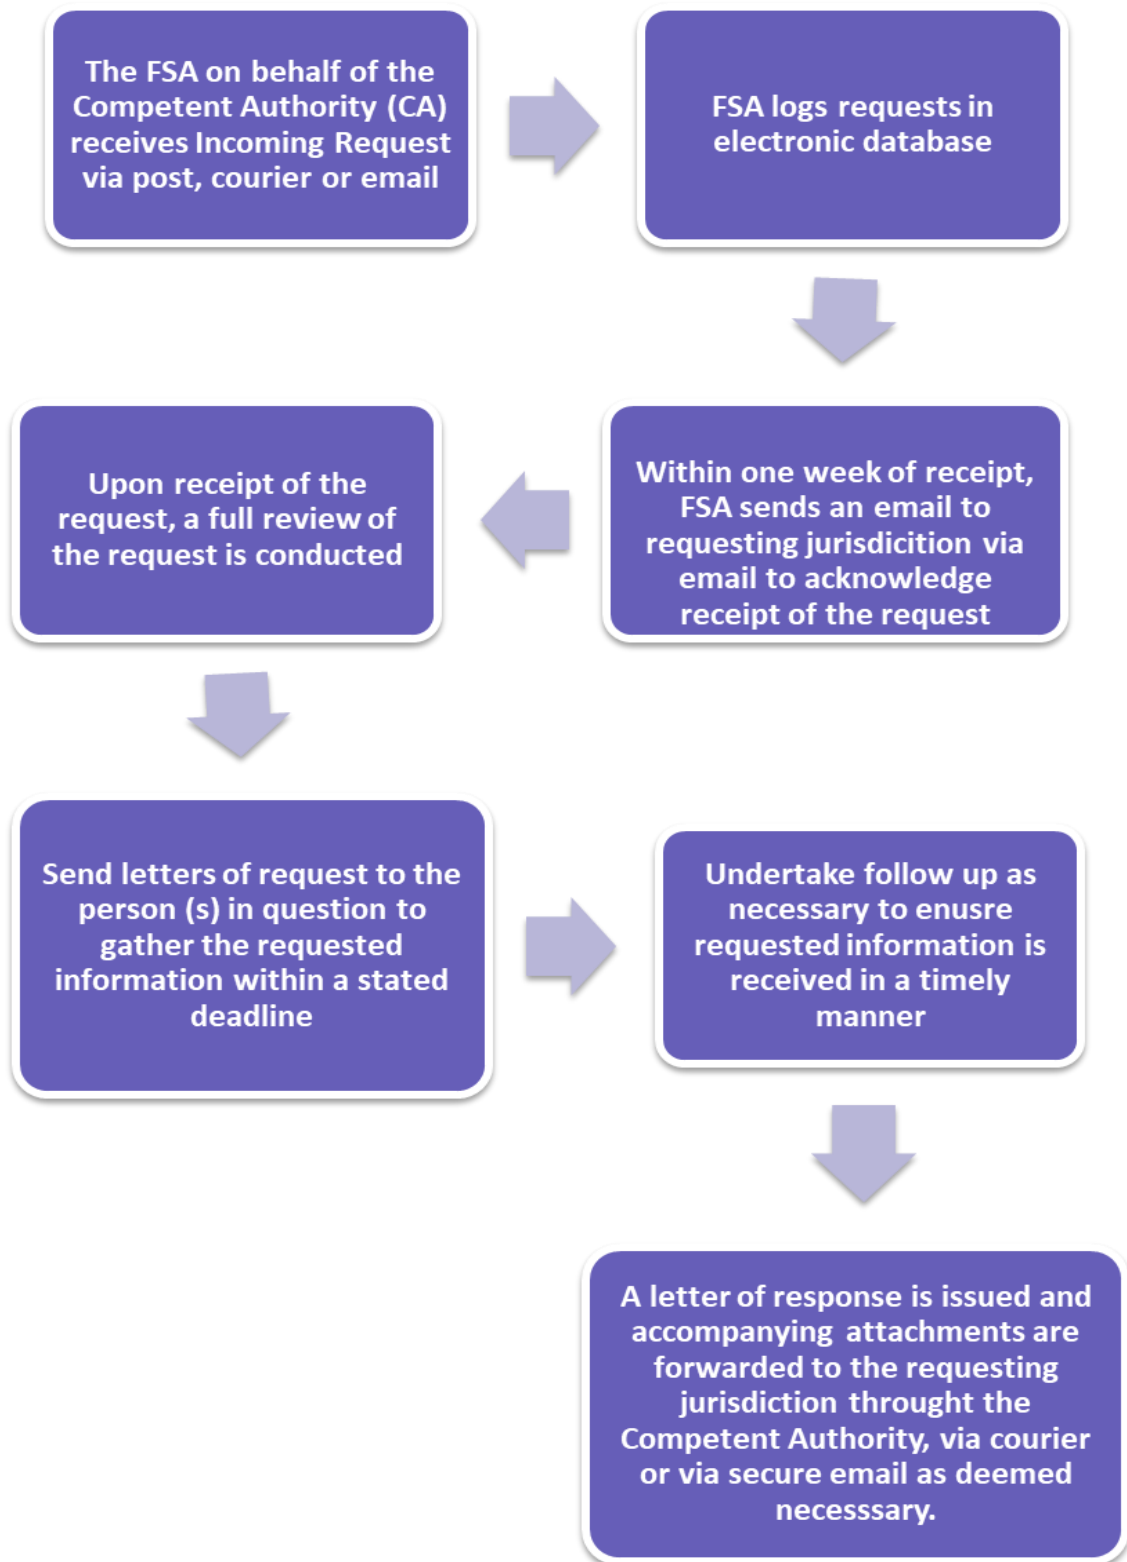 The FSA on behalf of the
Competent Authority (CA)
receives Incoming Request
via post, courier or email
FSA logs requests in
electronic database
Within one week of receipt,
FSA sends an email to
requesting jurisdicition via
email to acknowledge
receipt of the request
Upon receipt of the
request, a full review of
the request is conducted
Send letters of request to the
person (s) in question to
gather the requested
information within a stated
deadline
Undertake follow up as
necessary to enusre
requested information is
received in a timely
manner
A letter of response is issued and
accompanying attachments are
forwarded to the requesting
jurisdiction throught the
Competent Authority, via courier
or via secure email as deemed
necesssary.